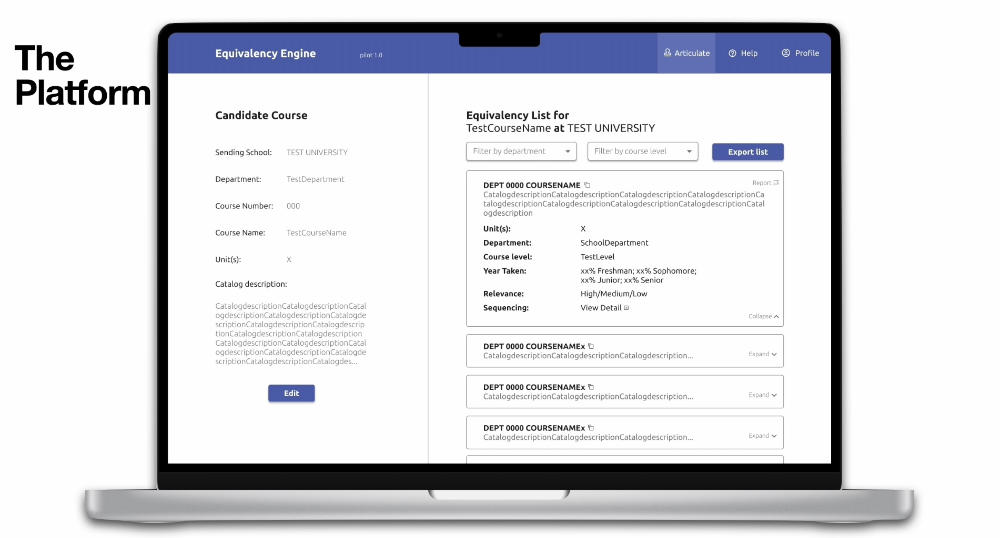 The
Platform
Equivalency Engine
pilot 1.0
Articulate
Help
Profile
Candidate Course
Sending School: TEST UNIVERSITY
Department: TestDepartment
Course Number: 000
Course Name: TestCourseName
Unit(s): X
Catalog description:
CatalogdescriptionCatalogdescriptionCatal
ogdescriptionCatalogdescriptionCatalogde
scriptionCatalogdescriptionCatalogdescrip
tionCatalogdescriptionCatalogdescription
CatalogdescriptionCatalogdescriptionCatal
ogdescriptionCatalogdescriptionCatalogde
scriptionCatalogdescriptionCatalogdes...
Edit
Equivalency List for
TestCourseName at TEST UNIVERSITY
Filter by department
Filter by course level
Export list
DEPT 0000 COURSENAME
Report
CatalogdescriptionCatalogdescriptionCatalogdescriptionCatalogdescriptionCa
talogdescriptionCatalogdescriptionCatalogdescriptionCatalogdescriptionCatal
ogdescription
Unit(s): X
Department: SchoolDepartment
Course level: TestLevel
Year Taken: xx% Freshman; xx% Sophomore;
xx% Junior; xx% Senior
Relevance: High/Medium/Low
Sequencing: View Detail
Collapse
DEPT 0000 COURSENAMEx
CatalogdescriptionCatalogdescriptionCatalogdescription...
Expand
DEPT 0000 COURSENAMEx
CatalogdescriptionCatalogdescriptionCatalogdescription...
Expand
DEPT 0000 COURSENAMEx
CatalogdescriptionCatalogdescriptionCatalogdescription...
Expand